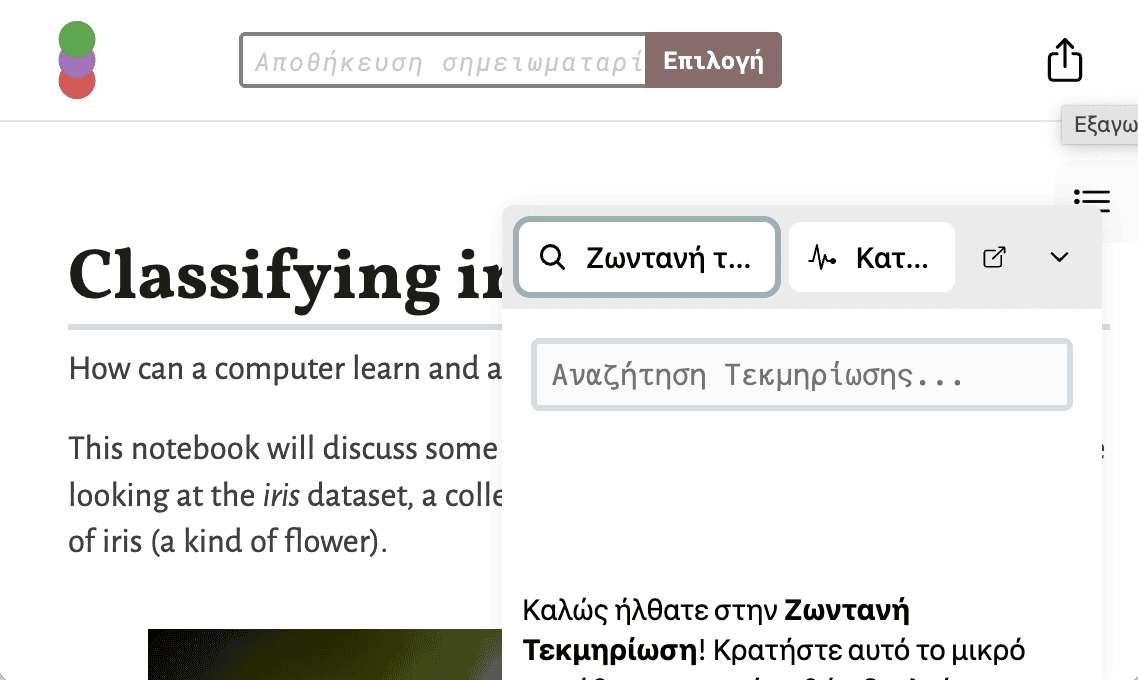 Αποθήκευση σημειωματαρί
Επιλογή
Εξαγω
Ζωντανή τ...
Κατ...
Classifying
How can a computer learn and a
Αναζήτηση Τεκμηρίωσης...
This notebook will discuss some
looking at the iris dataset, a colle
of iris (a kind of flower).
Καλώς ήλθατε στην Ζωντανή
Τεκμηρίωση! Κρατήστε αυτό το μικρό